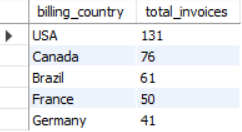 billing_country total_invoices
USA 131
Canada 76
Brazil 61
France 50
Germany 41